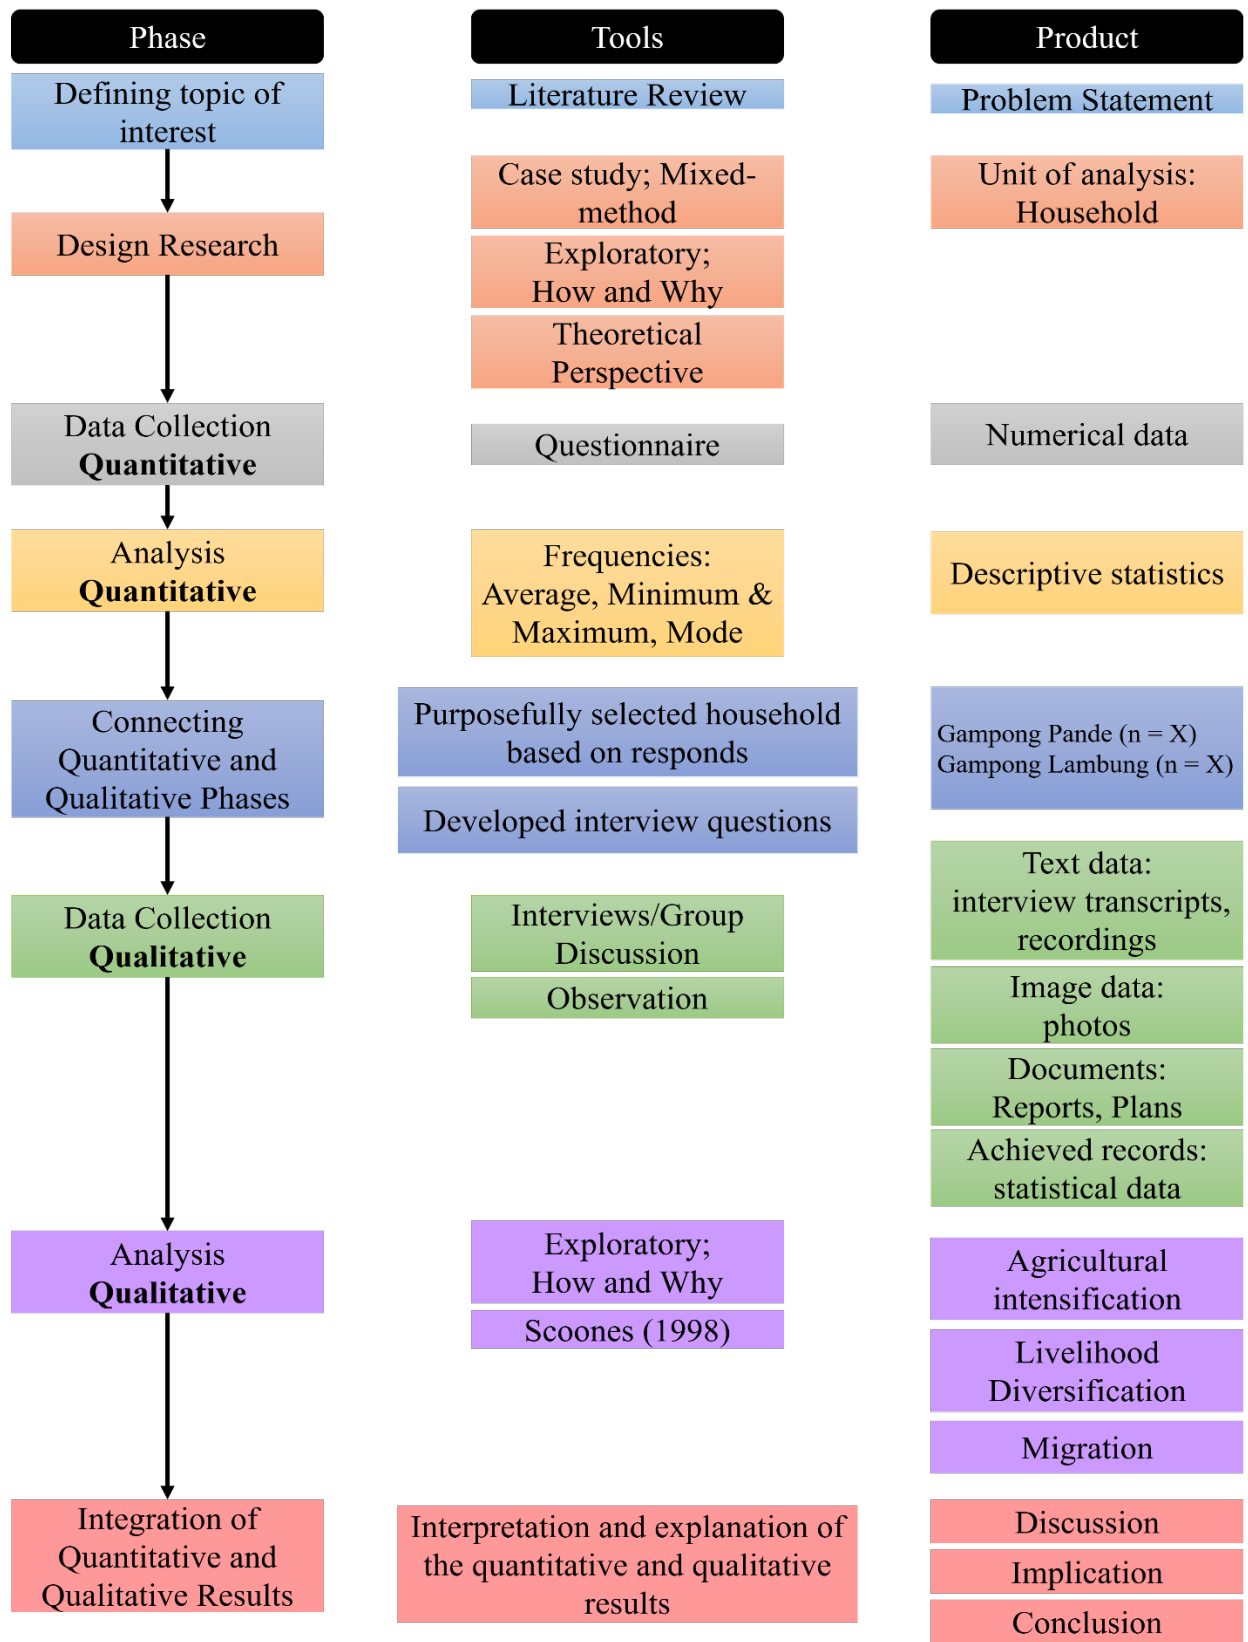 Phase
Tools
Product
Defining topic of
interest
Literature Review
Problem Statement
Design Research
Case study; Mixed-
method
Exploratory;
How and Why
Theoretical
Perspective
Unit of analysis:
Household
Data Collection
Quantitative
Questionnaire
Numerical data
Analysis
Quantitative
Frequencies:
Average, Minimum &
Maximum, Mode
Descriptive statistics
Connecting
Quantitative and
Qualitative Phases
Purposefully selected household
based on responds
Developed interview questions
Gampong Pande (n = X)
Gampong Lambung (n = X)
Data Collection
Qualitative
Interviews/Group
Discussion
Observation
Text data:
interview transcripts,
recordings
Image data:
photos
Documents:
Reports, Plans
Achieved records:
statistical data
Analysis
Qualitative
Exploratory;
How and Why
Scoones (1998)
Agricultural
intensification
Livelihood
Diversification
Migration
Integration of
Quantitative and
Qualitative Results
Interpretation and explanation of
the quantitative and qualitative
results
Discussion
Implication
Conclusion